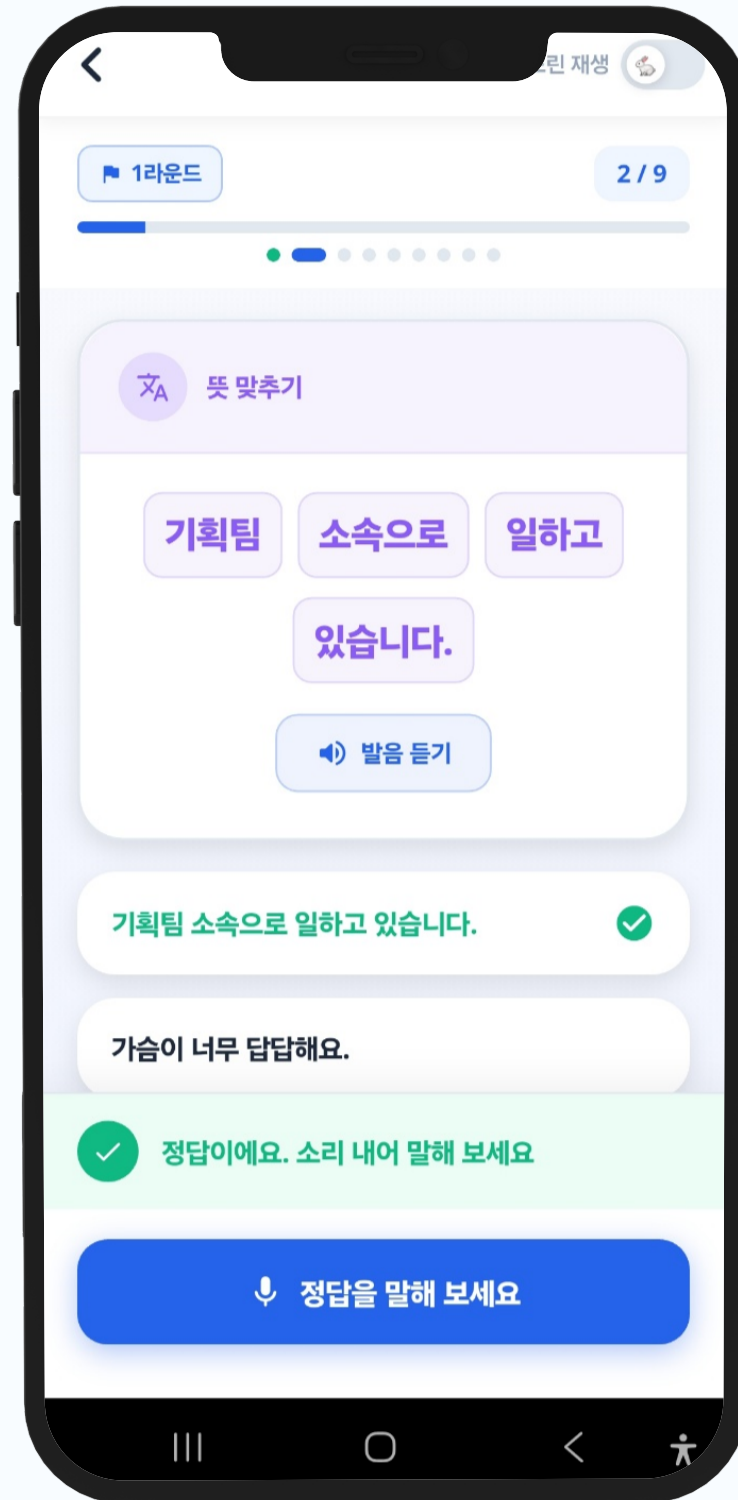 재생
1라운드
2 / 9
뜻 맞추기
기획팀 소속으로 일하고
있습니다.
발음 듣기
기획팀 소속으로 일하고 있습니다.
가슴이 너무 답답해요.
정답이에요. 소리 내어 말해 보세요
정답을 말해 보세요